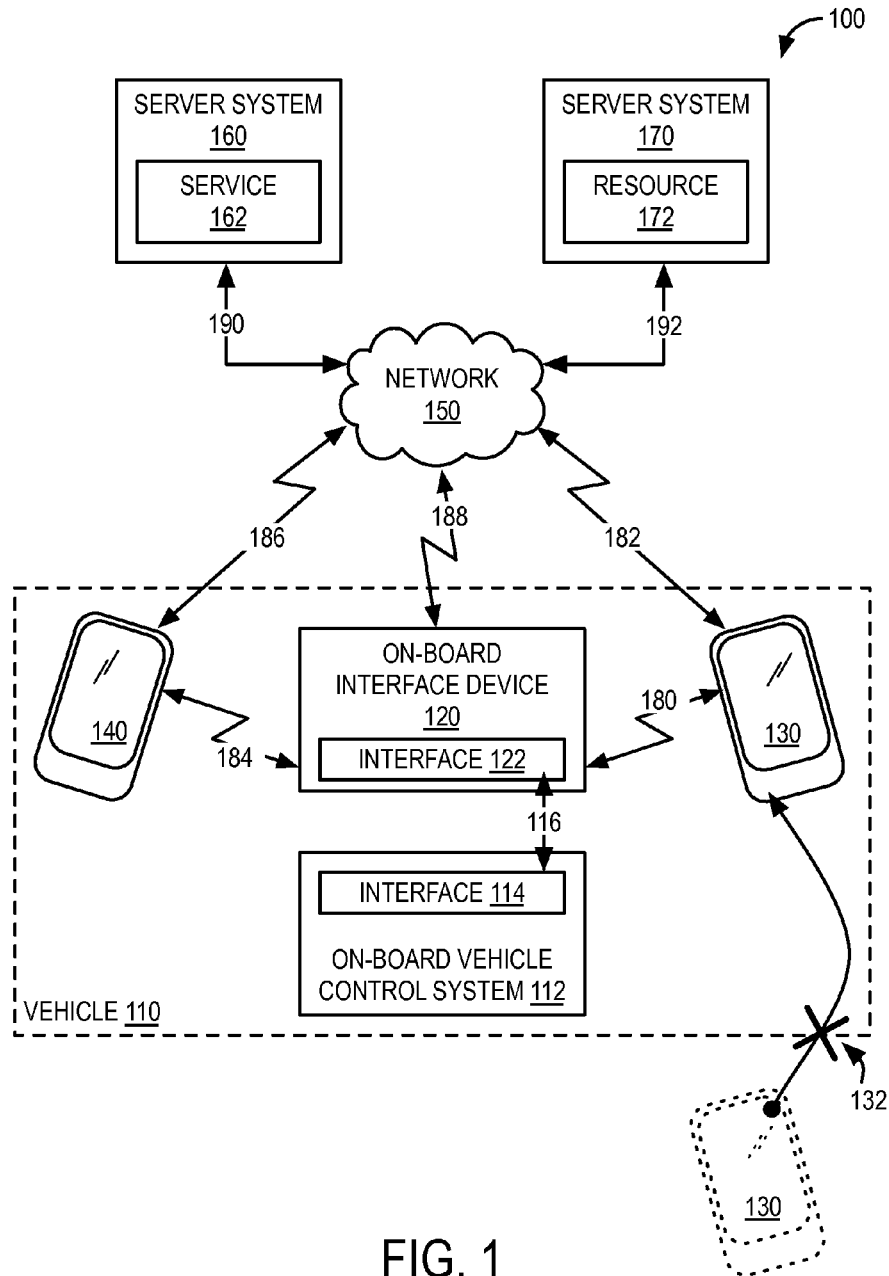 100
SERVER SYSTEM
160
SERVICE
162
SERVER SYSTEM
170
RESOURCE
172
190
192
NETWORK
150
186
188
182
140
ON-BOARD
INTERFACE DEVICE
120
INTERFACE 122
184
180
130
116
INTERFACE 114
ON-BOARD VEHICLE
CONTROL SYSTEM 112
VEHICLE 110
132
130
FIG. 1